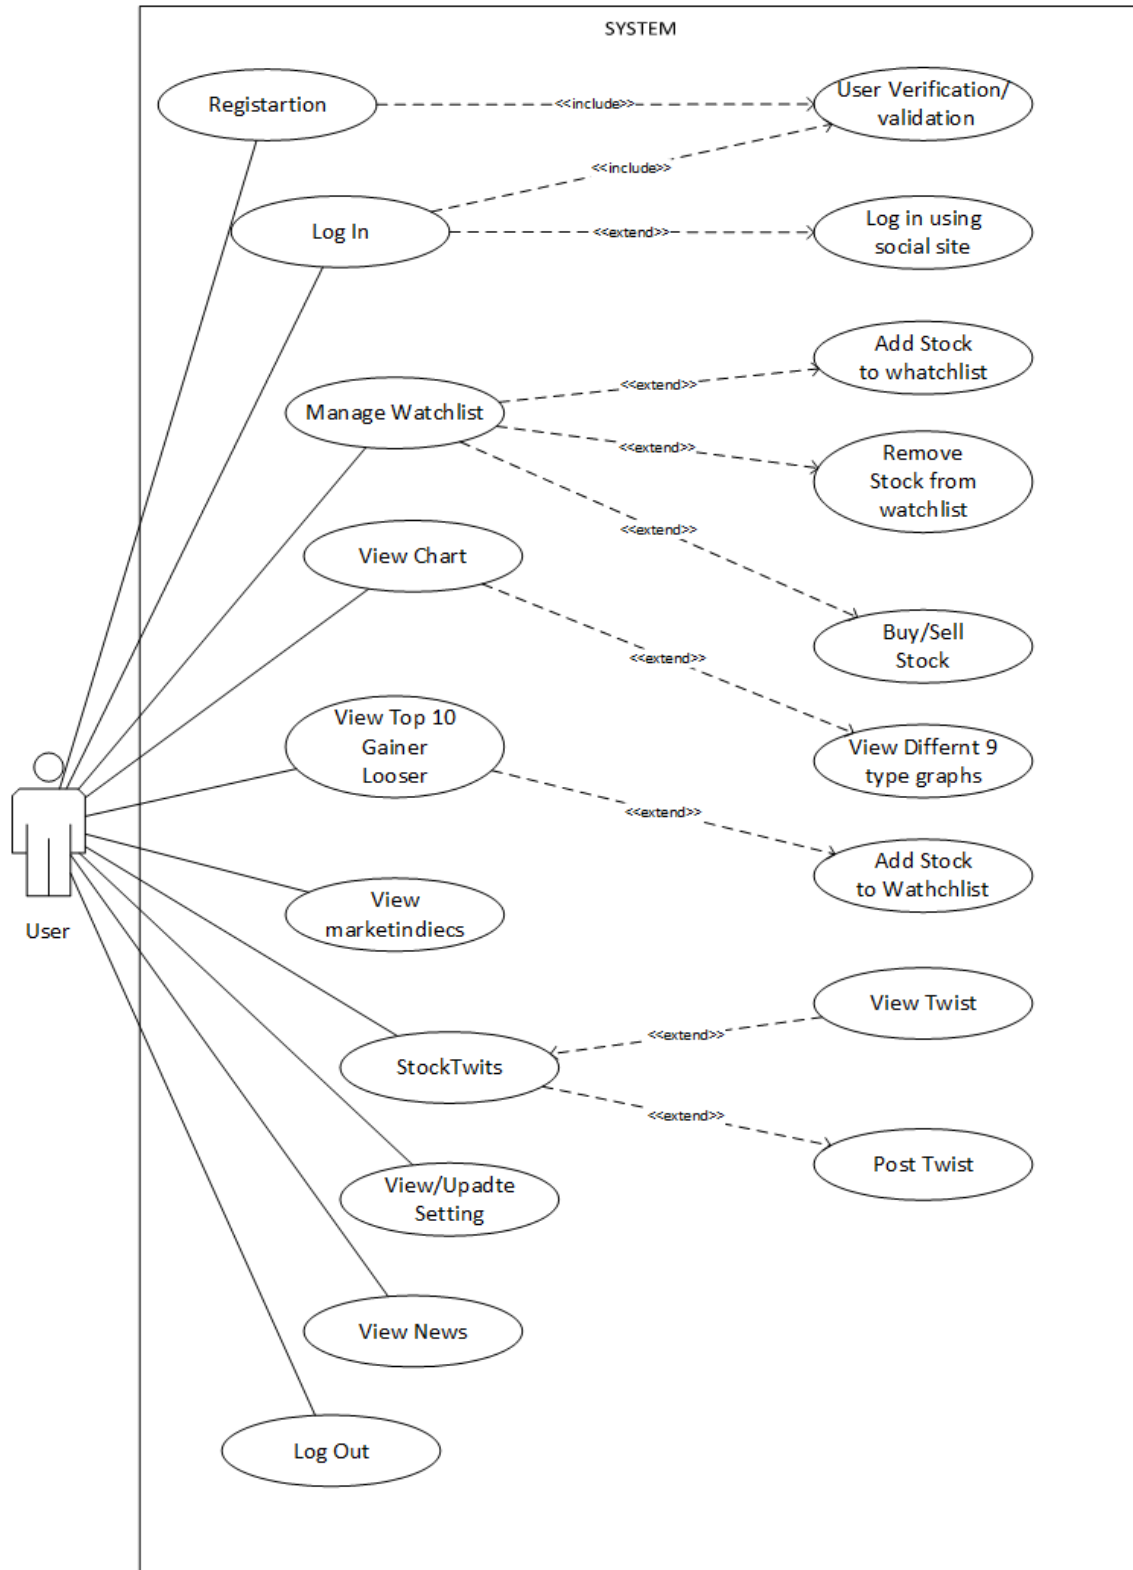 SYSTEM
Registartion
<<include>>
User Verification/
validation
<<include>>
Log In
<<extend>>
Log in using
social site
Add Stock
to whatchlist
<<extend>>
Manage Watchlist
<<extend>>
Remove
Stock from
watchlist
<<extend>>
View Chart
Buy/Sell
Stock
<<extend>>
View Top 10
Gainer
Looser
View Differnt 9
type graphs
<<extend>>
Add Stock
to Wathchlist
View
marketindiecs
User
View Twist
<<extend>>
StockTwits
<<extend>>
Post Twist
View/Upadte
Setting
View News
Log Out